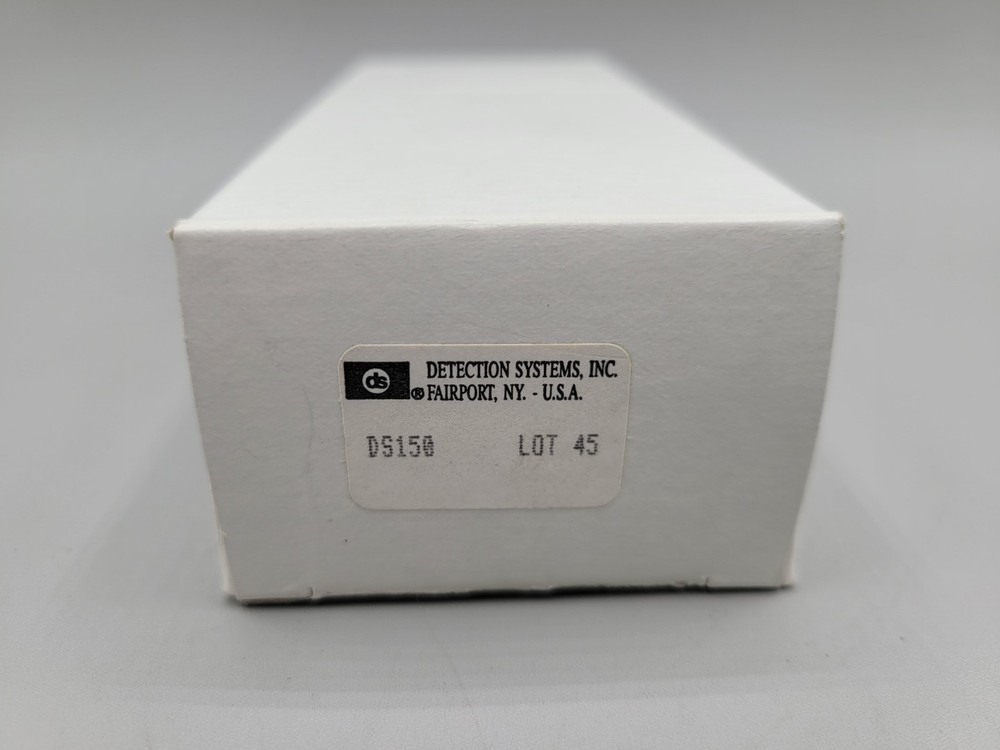 ds ® DETECTION SYSTEMS, INC.
FAIRPORT, NY. - U.S.A.
DS150 LOT 45